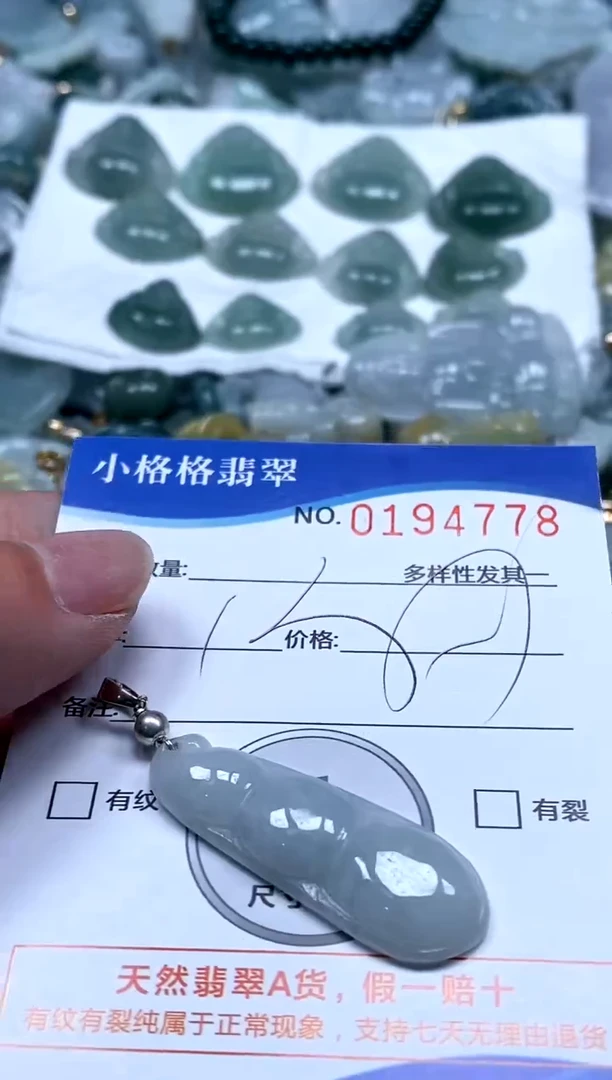 小格格翡翠
NO. 0194778
量: 多样性发其一
价格:
备注:
有纹 有裂
尺寸
天然翡翠A货，假一赔十
有纹有裂纯属于正常现象，支持七天无理由退货